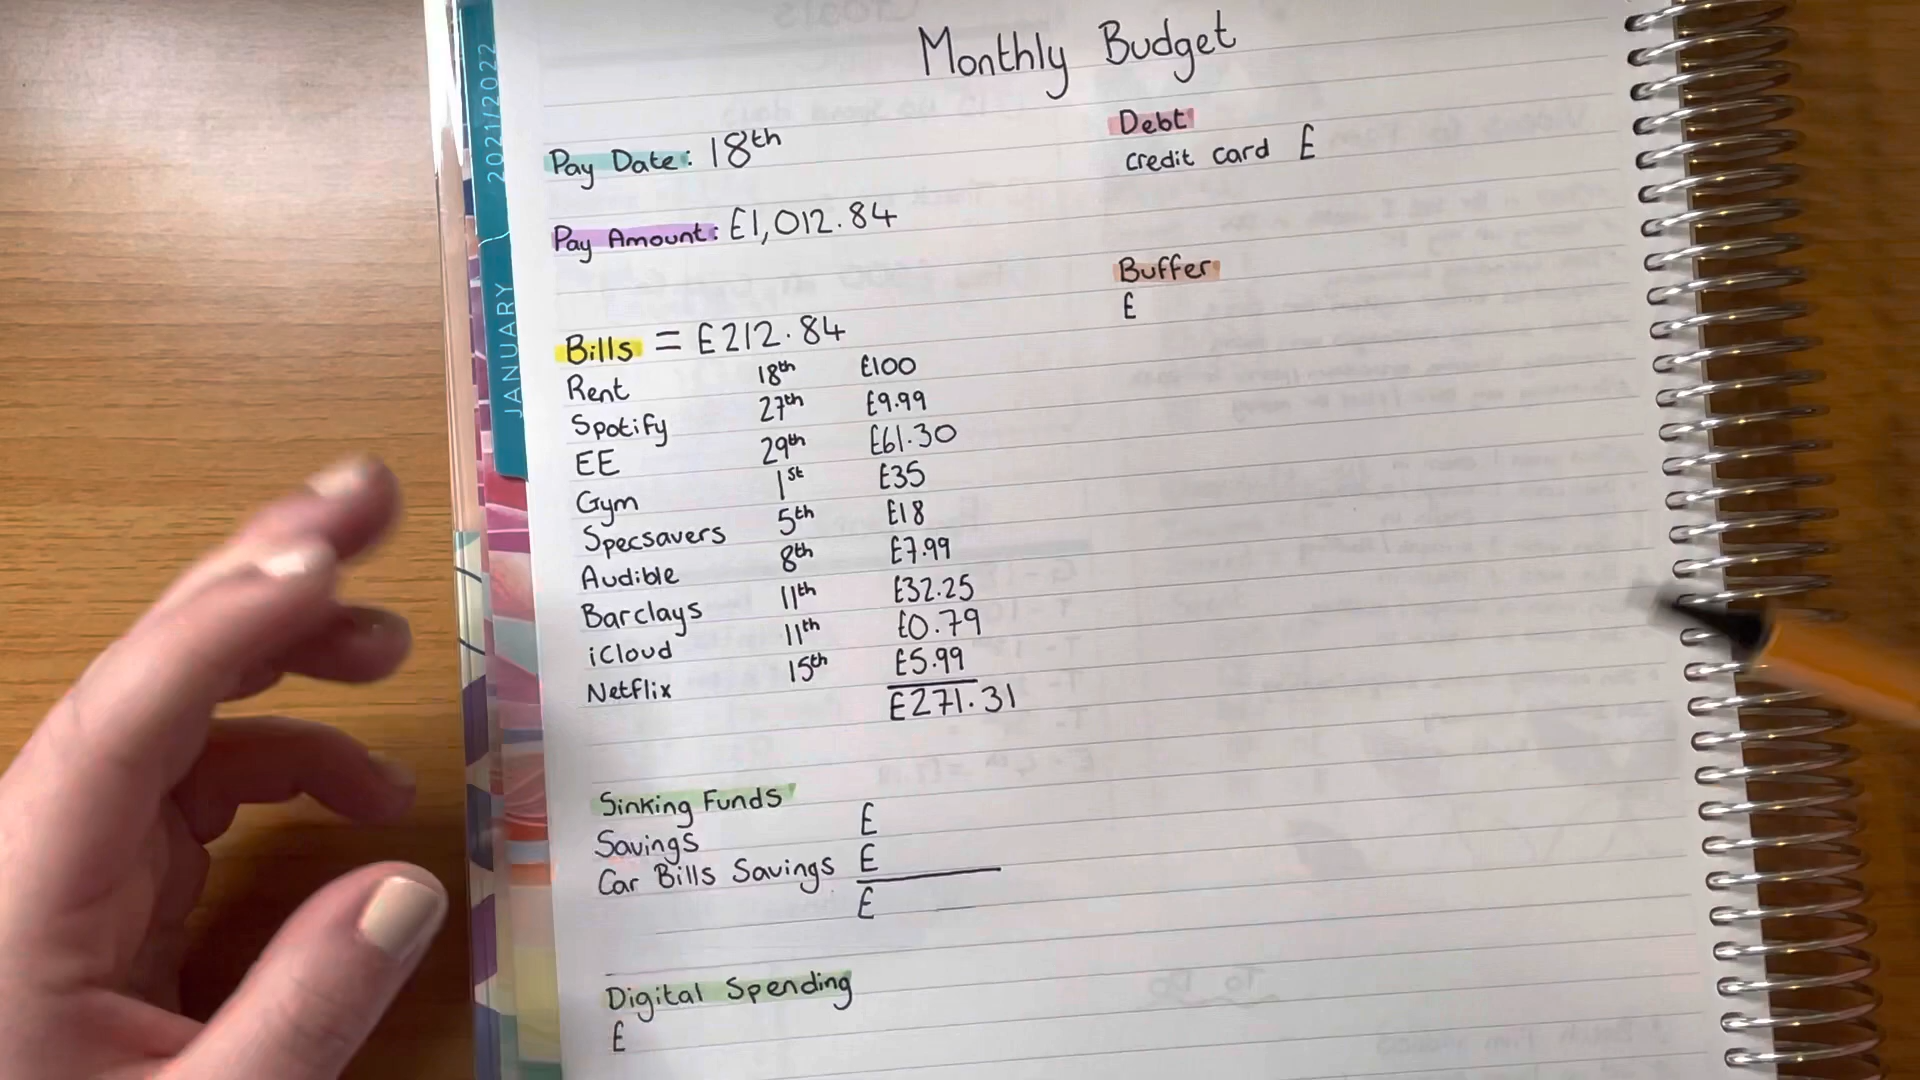 Monthly Budget
Pay Date: 18th
Pay Amount: £1,012.84
Bills = £212.84
Rent 18th £100
Spotify 27th £9.99
EE 29th £61.30
Gym 1st £35
Specsavers 5th £18
Audible 8th £7.99
Barclays 11th £32.25
iCloud 11th £0.79
Netflix 15th £5.99
£271.31
Sinking Funds
Savings £
Car Bills Savings £
£
Digital Spending
£
Debt
Credit Card £
Buffer
£
2021/2022
JANUARY